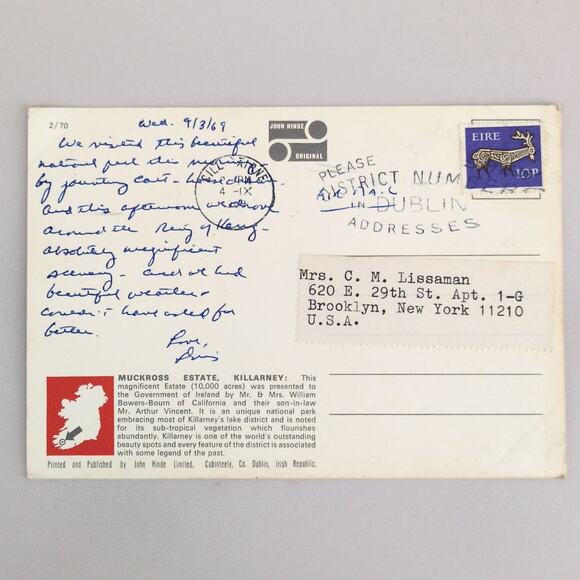 2/70
Wed. 9/3/69
We visited this beautiful
national park this morning
by jaunting cart - horse drawn
and this afternoon we drove
around the Ring of Kerry -
absolutely magnificent
scenery - and we had
beautiful weather -
couldn't have asked for
better.
Love,
Doris
JOHN HINDE
ORIGINAL
CILL AIRNE
PM
4-IX
AIR MAIL
PLEASE
DISTRICT NUM
IN DUBLIN
ADDRESSES
EIRE
10P
Mrs. C. M. Lissaman
620 E. 29th St. Apt. 1-G
Brooklyn, New York 11210
U.S.A.
MUCKROSS ESTATE, KILLARNEY: This
magnificent Estate (10,000 acres) was presented to
the Government of Ireland by Mr. & Mrs. William
Bowers-Bourn of California and their son-in-law
Mr. Arthur Vincent. It is an unique national park
embracing most of Killarney's lake district and is noted
for its sub-tropical vegetation which flourishes
abundantly. Killarney is one of the world's outstanding
beauty spots and every feature of the district is associated
with some legend of the past.
Printed and Published by John Hinde Limited, Cabinteely, Co. Dublin, Irish Republic.